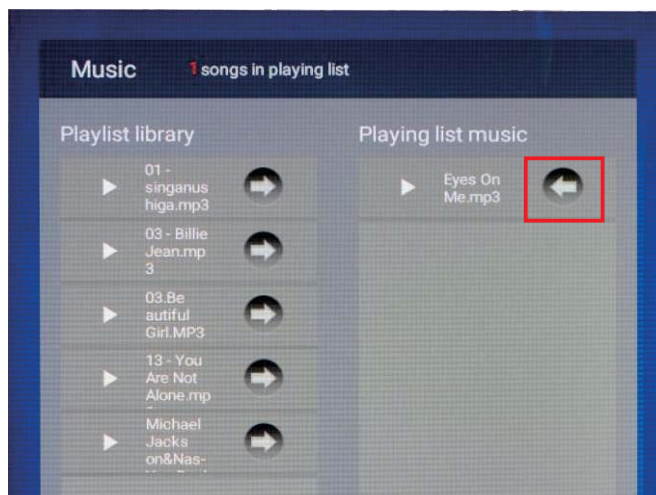 Music
1 songs in playing list
Playlist library
Playing list music
01 -
singanus
higa.mp3
03 - Billie
Jean.mp
3
03.Be
autiful
Girl.MP3
13 - You
Are Not
Alone.mp
Michael
Jacks
on&Nas-
Eyes On
Me.mp3